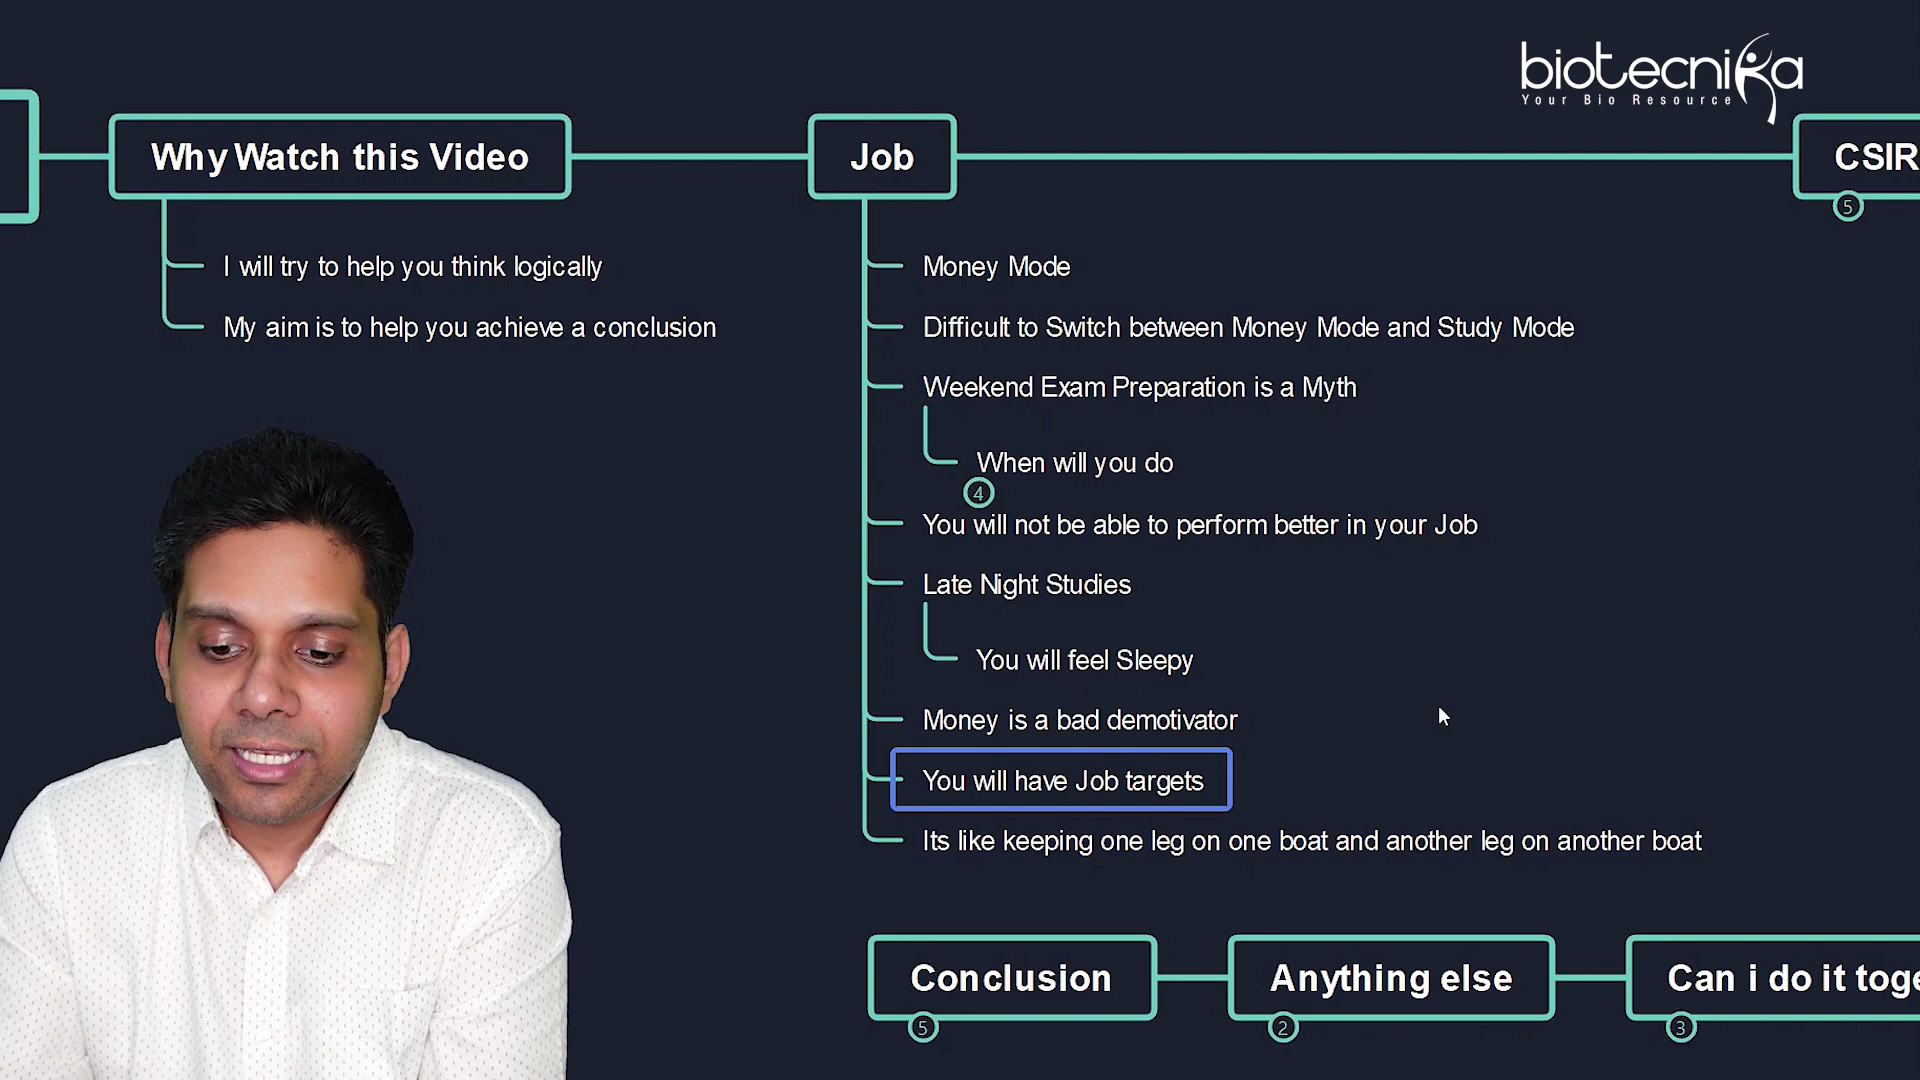 biotecnika
Your Bio Resource
Why Watch this Video
I will try to help you think logically
My aim is to help you achieve a conclusion
Job
Money Mode
Difficult to Switch between Money Mode and Study Mode
Weekend Exam Preparation is a Myth
When will you do
4
You will not be able to perform better in your Job
Late Night Studies
You will feel Sleepy
Money is a bad demotivator
You will have Job targets
Its like keeping one leg on one boat and another leg on another boat
CSIR
5
Conclusion
5
Anything else
2
Can i do it toge
3